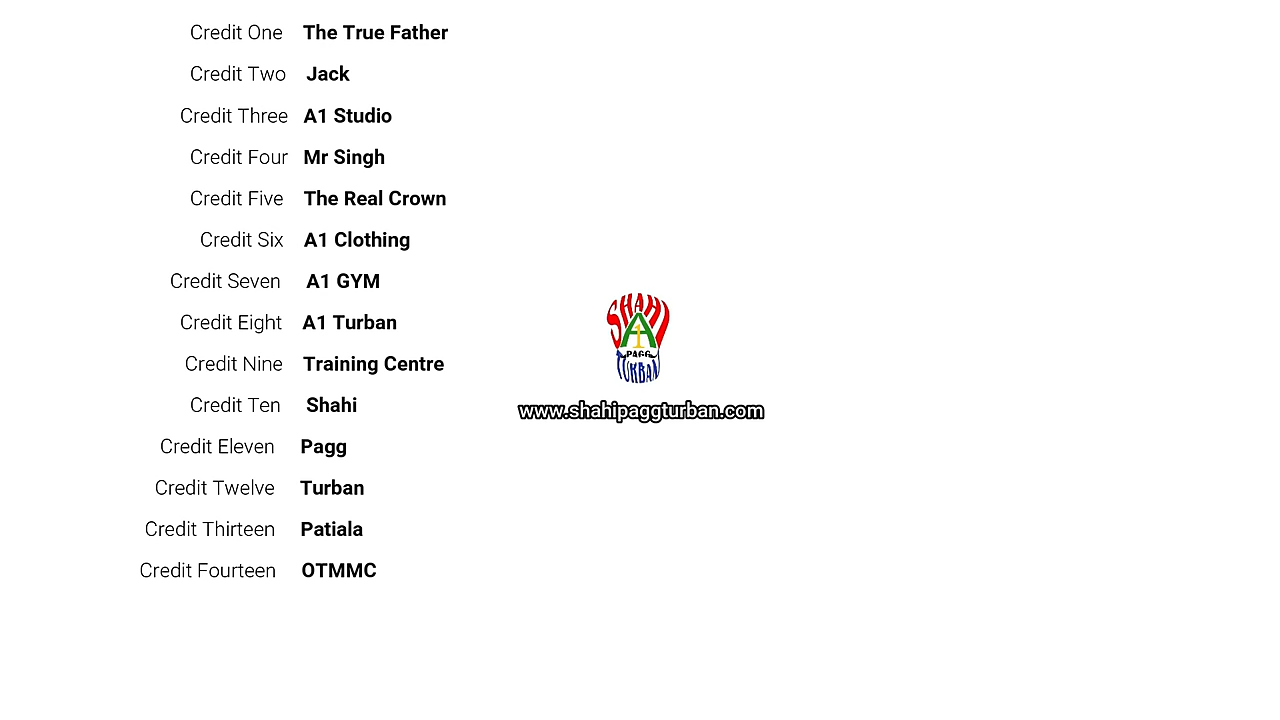 Credit One The True Father
Credit Two Jack
Credit Three A1 Studio
Credit Four Mr Singh
Credit Five The Real Crown
Credit Six A1 Clothing
Credit Seven A1 GYM
Credit Eight A1 Turban
Credit Nine Training Centre
Credit Ten Shahi
Credit Eleven Pagg
Credit Twelve Turban
Credit Thirteen Patiala
Credit Fourteen OTMMC
SHAHI
A1
PAGG
TURBAN
www.shahipaggturban.com